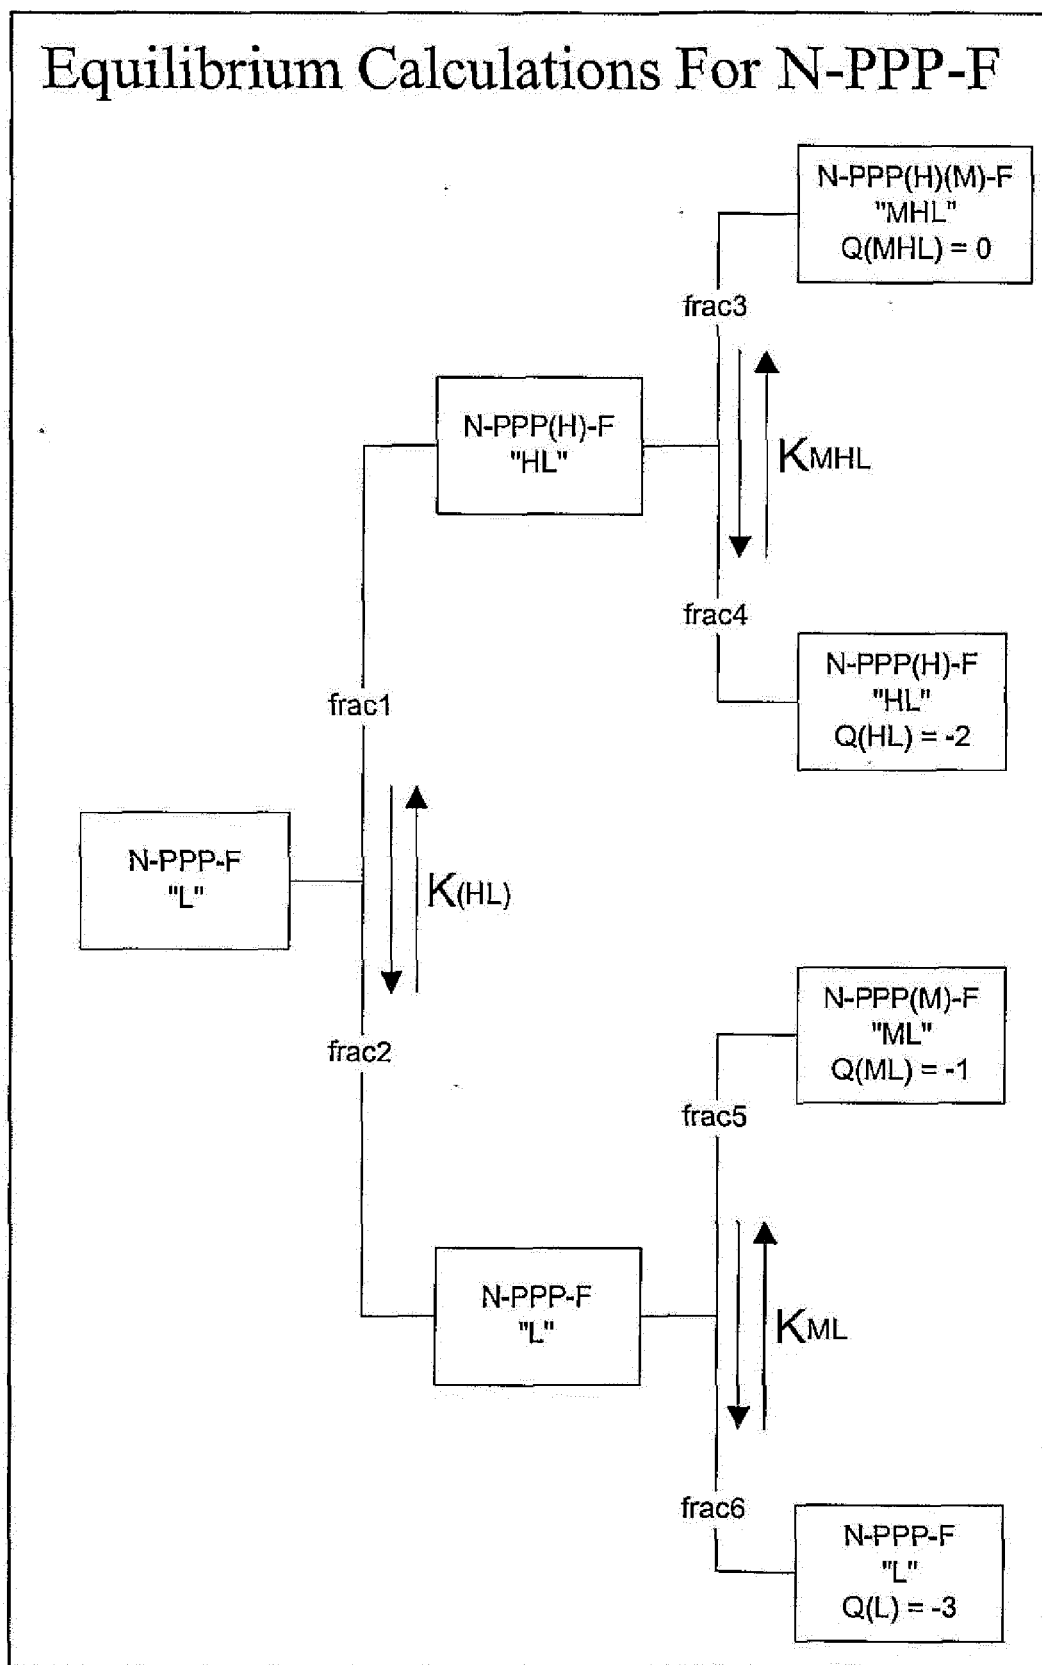 Equilibrium Calculations For N-PPP-F
N-PPP(H)(M)-F
"MHL"
Q(MHL) = 0
frac3
N-PPP(H)-F
"HL"
KMHL
frac4
N-PPP(H)-F
"HL"
Q(HL) = -2
frac1
N-PPP-F
"L"
K(HL)
N-PPP(M)-F
"ML"
Q(ML) = -1
frac2
frac5
N-PPP-F
"L"
KML
frac6
N-PPP-F
"L"
Q(L) = -3